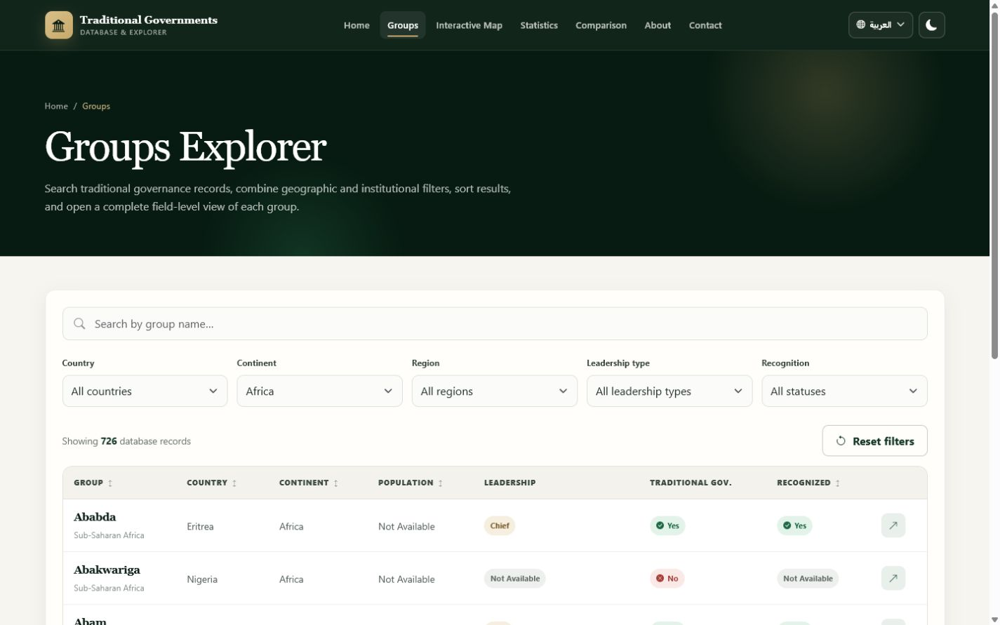 Traditional Governments
DATABASE & EXPLORER
Home
Groups
Interactive Map
Statistics
Comparison
About
Contact
العربية
Home / Groups
Groups Explorer
Search traditional governance records, combine geographic and institutional filters, sort results,
and open a complete field-level view of each group.
Search by group name...
Country
Continent
Region
Leadership type
Recognition
All countries
Africa
All regions
All leadership types
All statuses
Showing 726 database records
Reset filters
GROUP
COUNTRY
CONTINENT
POPULATION
LEADERSHIP
TRADITIONAL GOV.
RECOGNIZED
Ababda
Sub-Saharan Africa
Eritrea
Africa
Not Available
Chief
Yes
Yes
Abakwariga
Sub-Saharan Africa
Nigeria
Africa
Not Available
Not Available
No
Not Available
Abam